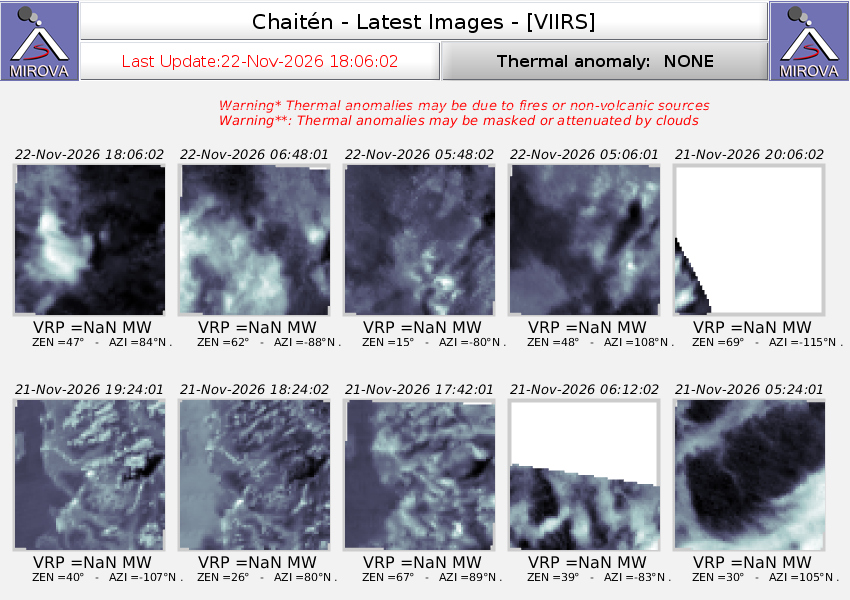 Chaitén - Latest Images - [VIIRS]
MIROVA
MIROVA
Last Update:22-Nov-2026 18:06:02
Thermal anomaly:  NONE
Warning* Thermal anomalies may be due to fires or non-volcanic sources
Warning**: Thermal anomalies may be masked or attenuated by clouds
22-Nov-2026 18:06:02
22-Nov-2026 06:48:01
22-Nov-2026 05:48:02
22-Nov-2026 05:06:01
21-Nov-2026 20:06:02
VRP =NaN MW
VRP =NaN MW
VRP =NaN MW
VRP =NaN MW
VRP =NaN MW
ZEN =47°  -  AZI =84°N .
ZEN =62°  -  AZI =-88°N .
ZEN =15°  -  AZI =-80°N .
ZEN =48°  -  AZI =108°N .
ZEN =69°  -  AZI =-115°N .
21-Nov-2026 19:24:01
21-Nov-2026 18:24:02
21-Nov-2026 17:42:01
21-Nov-2026 06:12:02
21-Nov-2026 05:24:01
VRP =NaN MW
VRP =NaN MW
VRP =NaN MW
VRP =NaN MW
VRP =NaN MW
ZEN =40°  -  AZI =-107°N .
ZEN =26°  -  AZI =80°N .
ZEN =67°  -  AZI =89°N .
ZEN =39°  -  AZI =-83°N .
ZEN =30°  -  AZI =105°N .